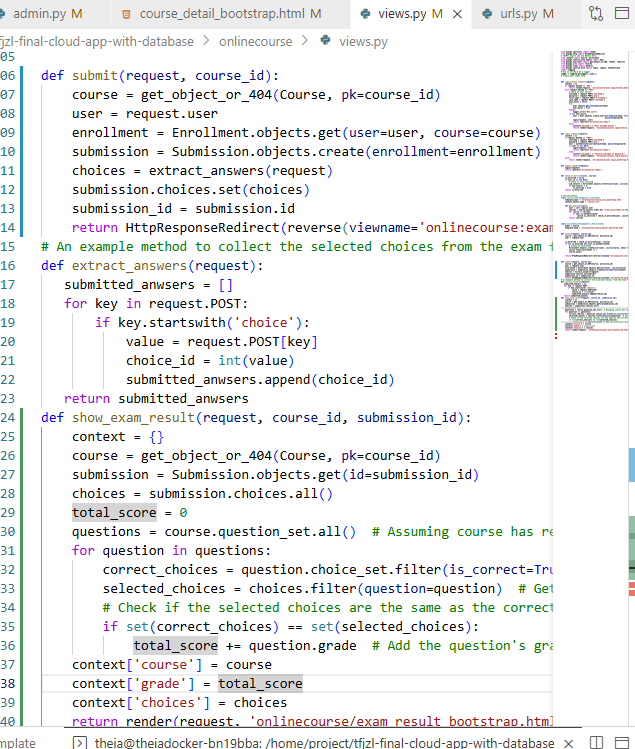 admin.py M course_detail_bootstrap.html M views.py M urls.py M
fjzl-final-cloud-app-with-database > onlinecourse > views.py
05
06 def submit(request, course_id):
07 course = get_object_or_404(Course, pk=course_id)
08 user = request.user
09 enrollment = Enrollment.objects.get(user=user, course=course)
10 submission = Submission.objects.create(enrollment=enrollment)
11 choices = extract_answers(request)
12 submission.choices.set(choices)
13 submission_id = submission.id
14 return HttpResponseRedirect(reverse(viewname='onlinecourse:exa
15 # An example method to collect the selected choices from the exam f
16 def extract_answers(request):
17 submitted_anwsers = []
18 for key in request.POST:
19 if key.startswith('choice'):
20 value = request.POST[key]
21 choice_id = int(value)
22 submitted_anwsers.append(choice_id)
23 return submitted_anwsers
24 def show_exam_result(request, course_id, submission_id):
25 context = {}
26 course = get_object_or_404(Course, pk=course_id)
27 submission = Submission.objects.get(id=submission_id)
28 choices = submission.choices.all()
29 total_score = 0
30 questions = course.question_set.all() # Assuming course has re
31 for question in questions:
32 correct_choices = question.choice_set.filter(is_correct=Tru
33 selected_choices = choices.filter(question=question) # Get
34 # Check if the selected choices are the same as the correct
35 if set(correct_choices) == set(selected_choices):
36 total_score += question.grade # Add the question's gra
37 context['course'] = course
38 context['grade'] = total_score
39 context['choices'] = choices
40 return render(request, 'onlinecourse/exam_result_bootstrap.html
mplate theia@theiadocker-bn19bba: /home/project/tfjzl-final-cloud-app-with-database